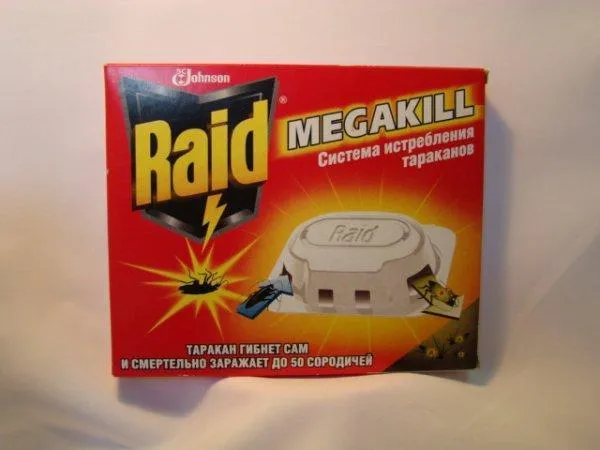 SC Johnson
Raid®
MEGAKILL
Система истребления
тараканов
Raid
ТАРАКАН ГИБНЕТ САМ
И СМЕРТЕЛЬНО ЗАРАЖАЕТ ДО 50 СОРОДИЧЕЙ